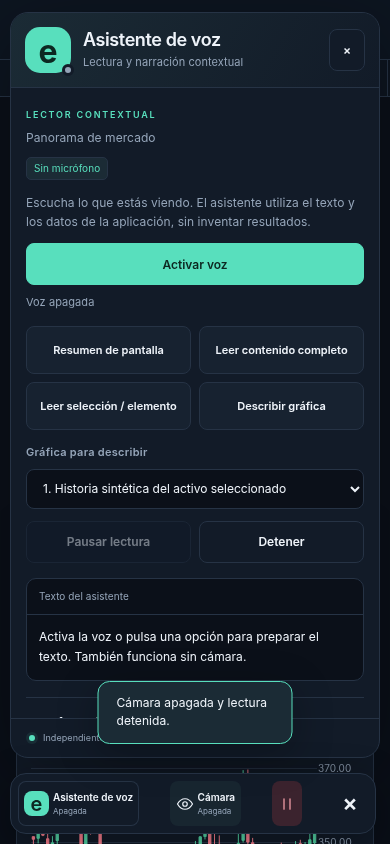 e
Asistente de voz
Lectura y narración contextual
×
LECTOR CONTEXTUAL
Panorama de mercado
Sin micrófono
Escucha lo que estás viendo. El asistente utiliza el texto y
los datos de la aplicación, sin inventar resultados.
Activar voz
Voz apagada
Resumen de pantalla
Leer contenido completo
Leer selección / elemento
Describir gráfica
Gráfica para describir
1. Historia sintética del activo seleccionado
Pausar lectura
Detener
Texto del asistente
Activa la voz o pulsa una opción para preparar el
texto. También funciona sin cámara.
Cámara apagada y lectura
detenida.
370.00
e
Asistente de voz
Apagada
Cámara
Apagada
×
350.00